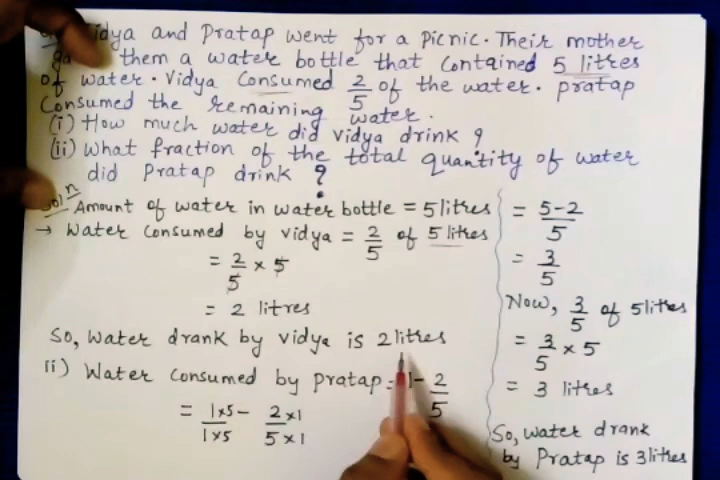 idya and Pratap went for a picnic. Their mother
them a water bottle that contained 5 litres
of water. Vidya consumed 2/5 of the water. Pratap
consumed the remaining water.
(i) How much water did Vidya drink ?
(ii) What fraction of the total quantity of water
did Pratap drink ?
Solⁿ Amount of water in water bottle = 5 litres
→ Water consumed by Vidya = 2/5 of 5 litres
= 2/5 × 5
= 2 litres
So, Water drank by Vidya is 2 litres
ii) Water consumed by Pratap = 1 - 2/5
= 1×5/1×5 - 2×1/5×1
= 5-2/5
= 3/5
Now, 3/5 of 5 litres
= 3/5 × 5
= 3 litres
So, water drank
by Pratap is 3 litres